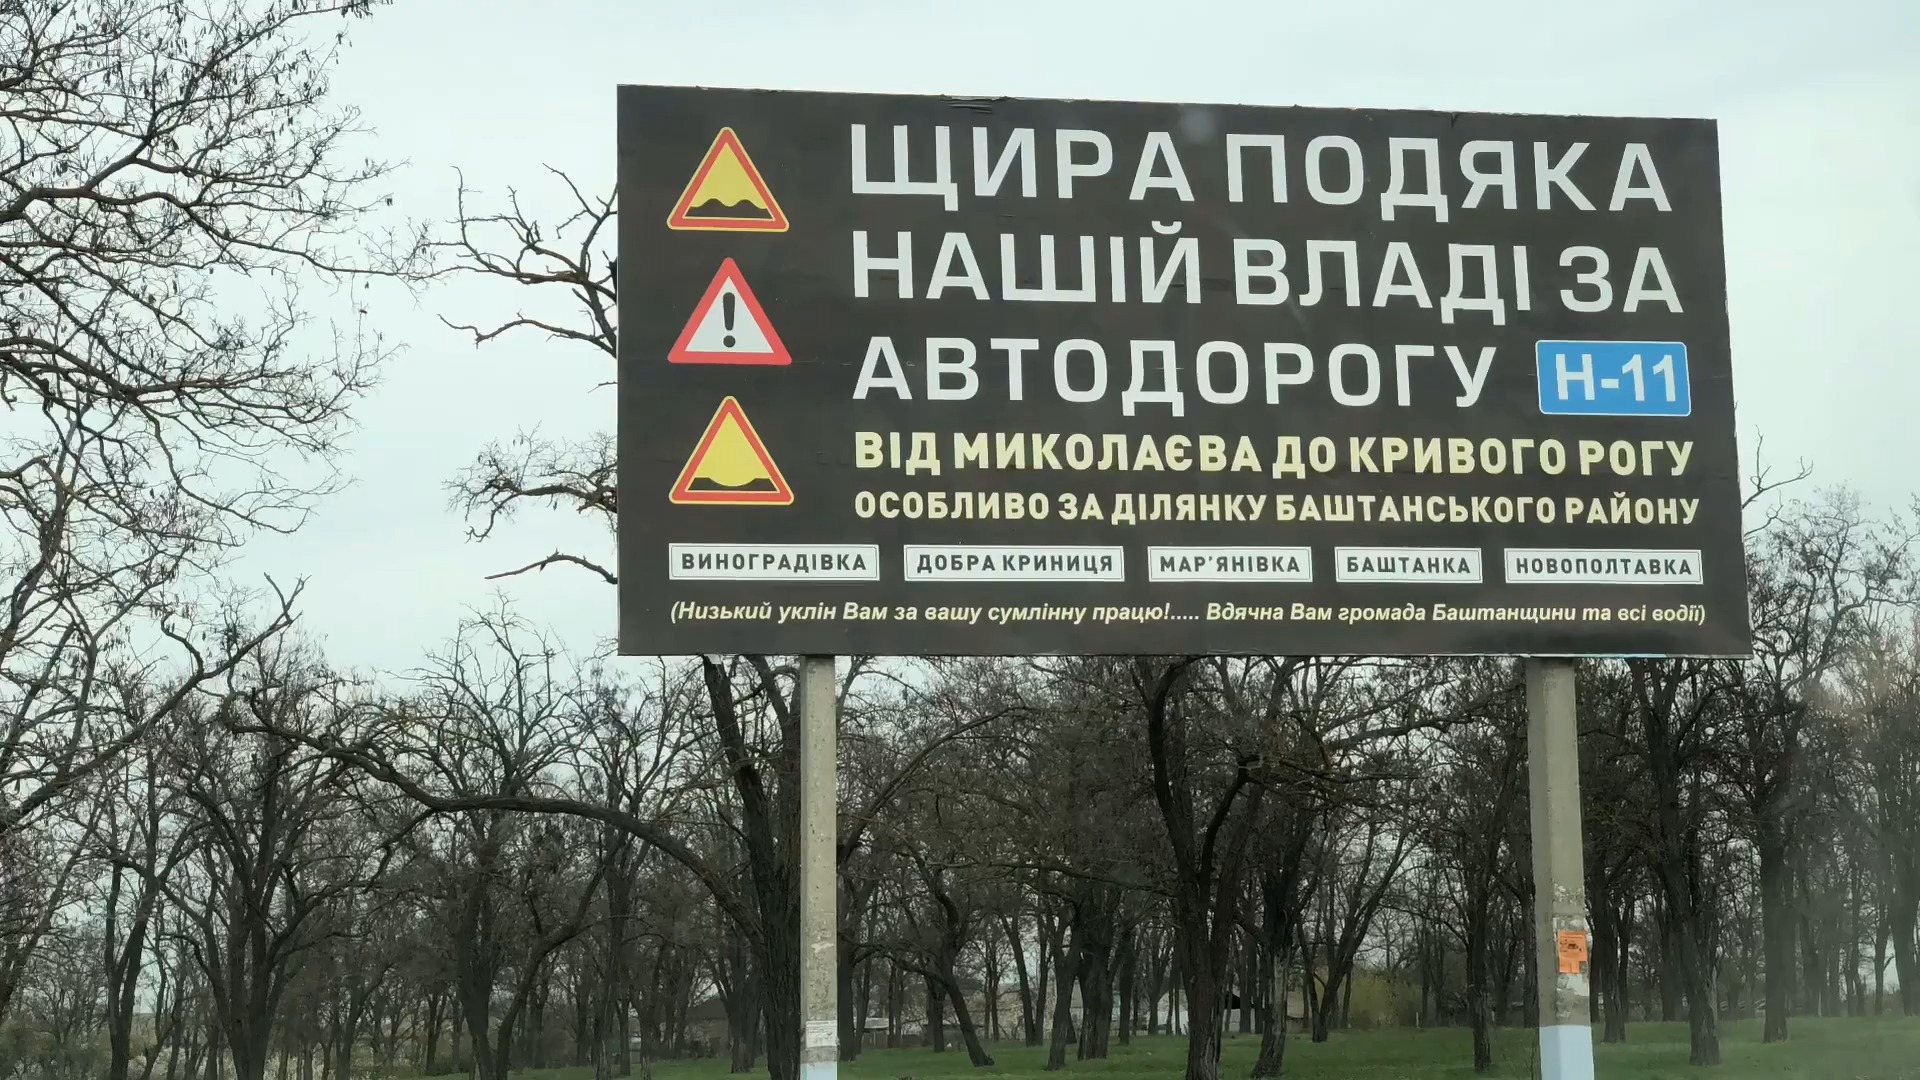 ЩИРА ПОДЯКА
НАШІЙ ВЛАДІ ЗА
АВТОДОРОГУ Н-11
ВІД МИКОЛАЄВА ДО КРИВОГО РОГУ
ОСОБЛИВО ЗА ДІЛЯНКУ БАШТАНСЬКОГО РАЙОНУ
ВИНОГРАДІВКА ДОБРА КРИНИЦЯ МАР'ЯНІВКА БАШТАНКА НОВОПОЛТАВКА
(Низький уклін Вам за вашу сумлінну працю!..... Вдячна Вам громада Баштанщини та всі водії)